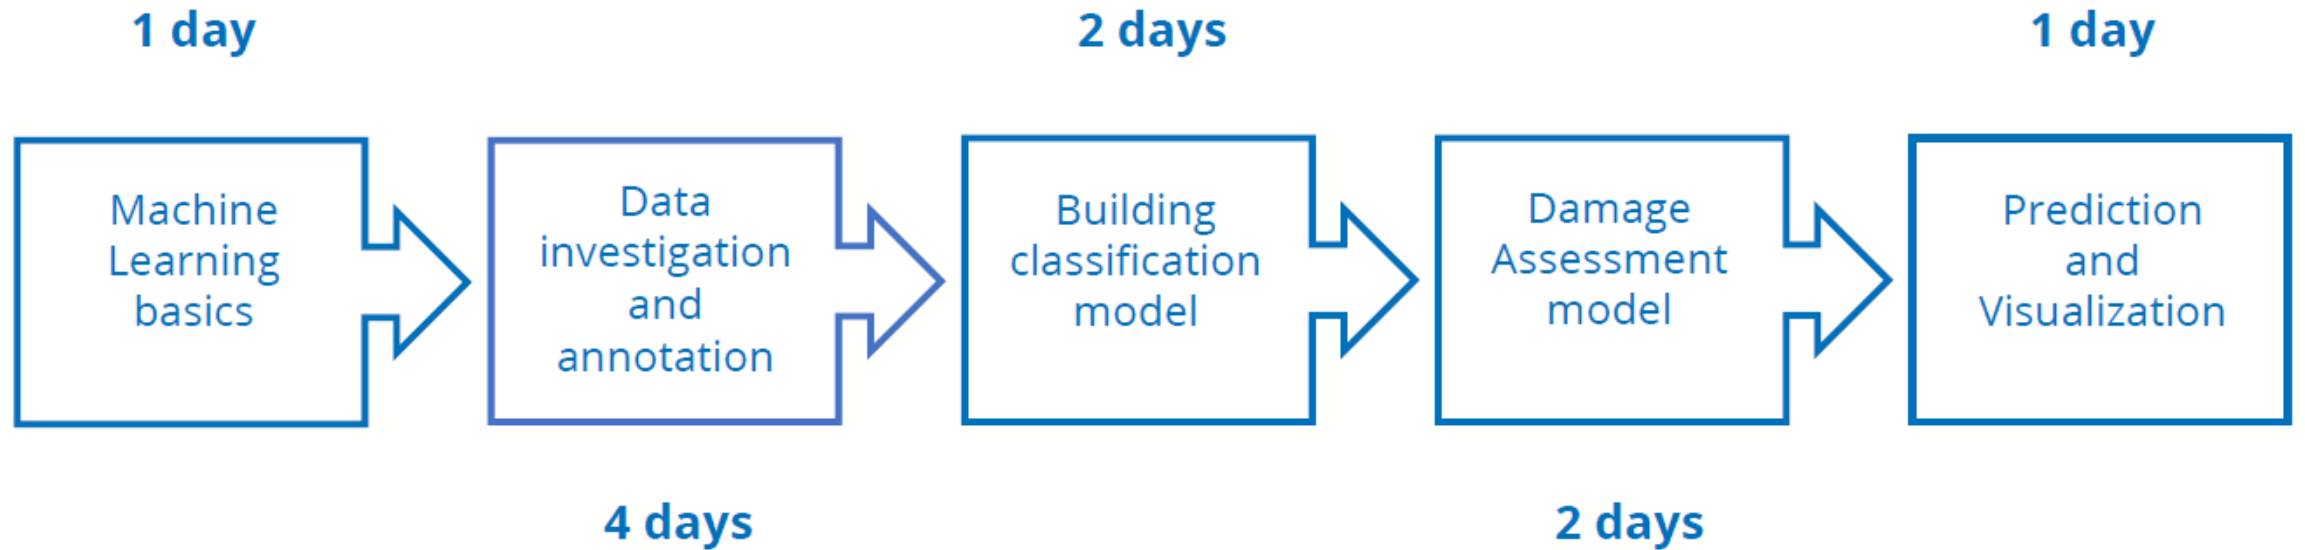 1 day
2 days
1 day
Machine
Learning
basics
Data
investigation
and
annotation
Building
classification
model
Damage
Assessment
model
Prediction
and
Visualization
4 days
2 days